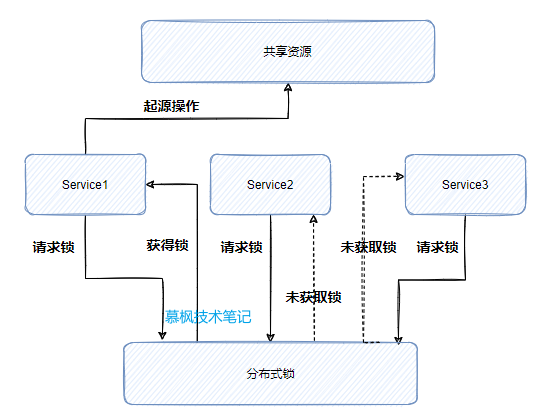 共享资源
起源操作
Service1
Service2
Service3
请求锁
获得锁
请求锁
未获取锁
请求锁
未获取锁
慕枫技术笔记
分布式锁